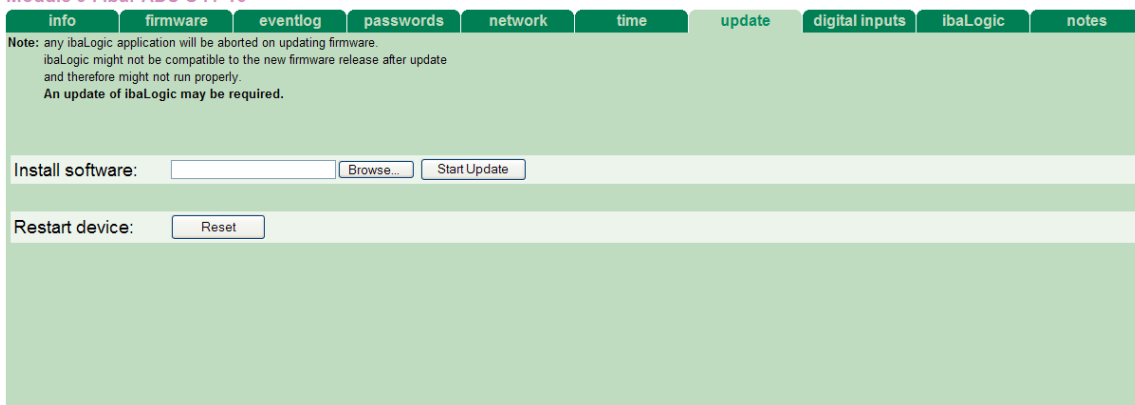 info firmware eventlog passwords network time update digital inputs ibaLogic notes
Note: any ibaLogic application will be aborted on updating firmware.
ibaLogic might not be compatible to the new firmware release after update
and therefore might not run properly.
An update of ibaLogic may be required.
Install software: Browse... Start Update
Restart device: Reset